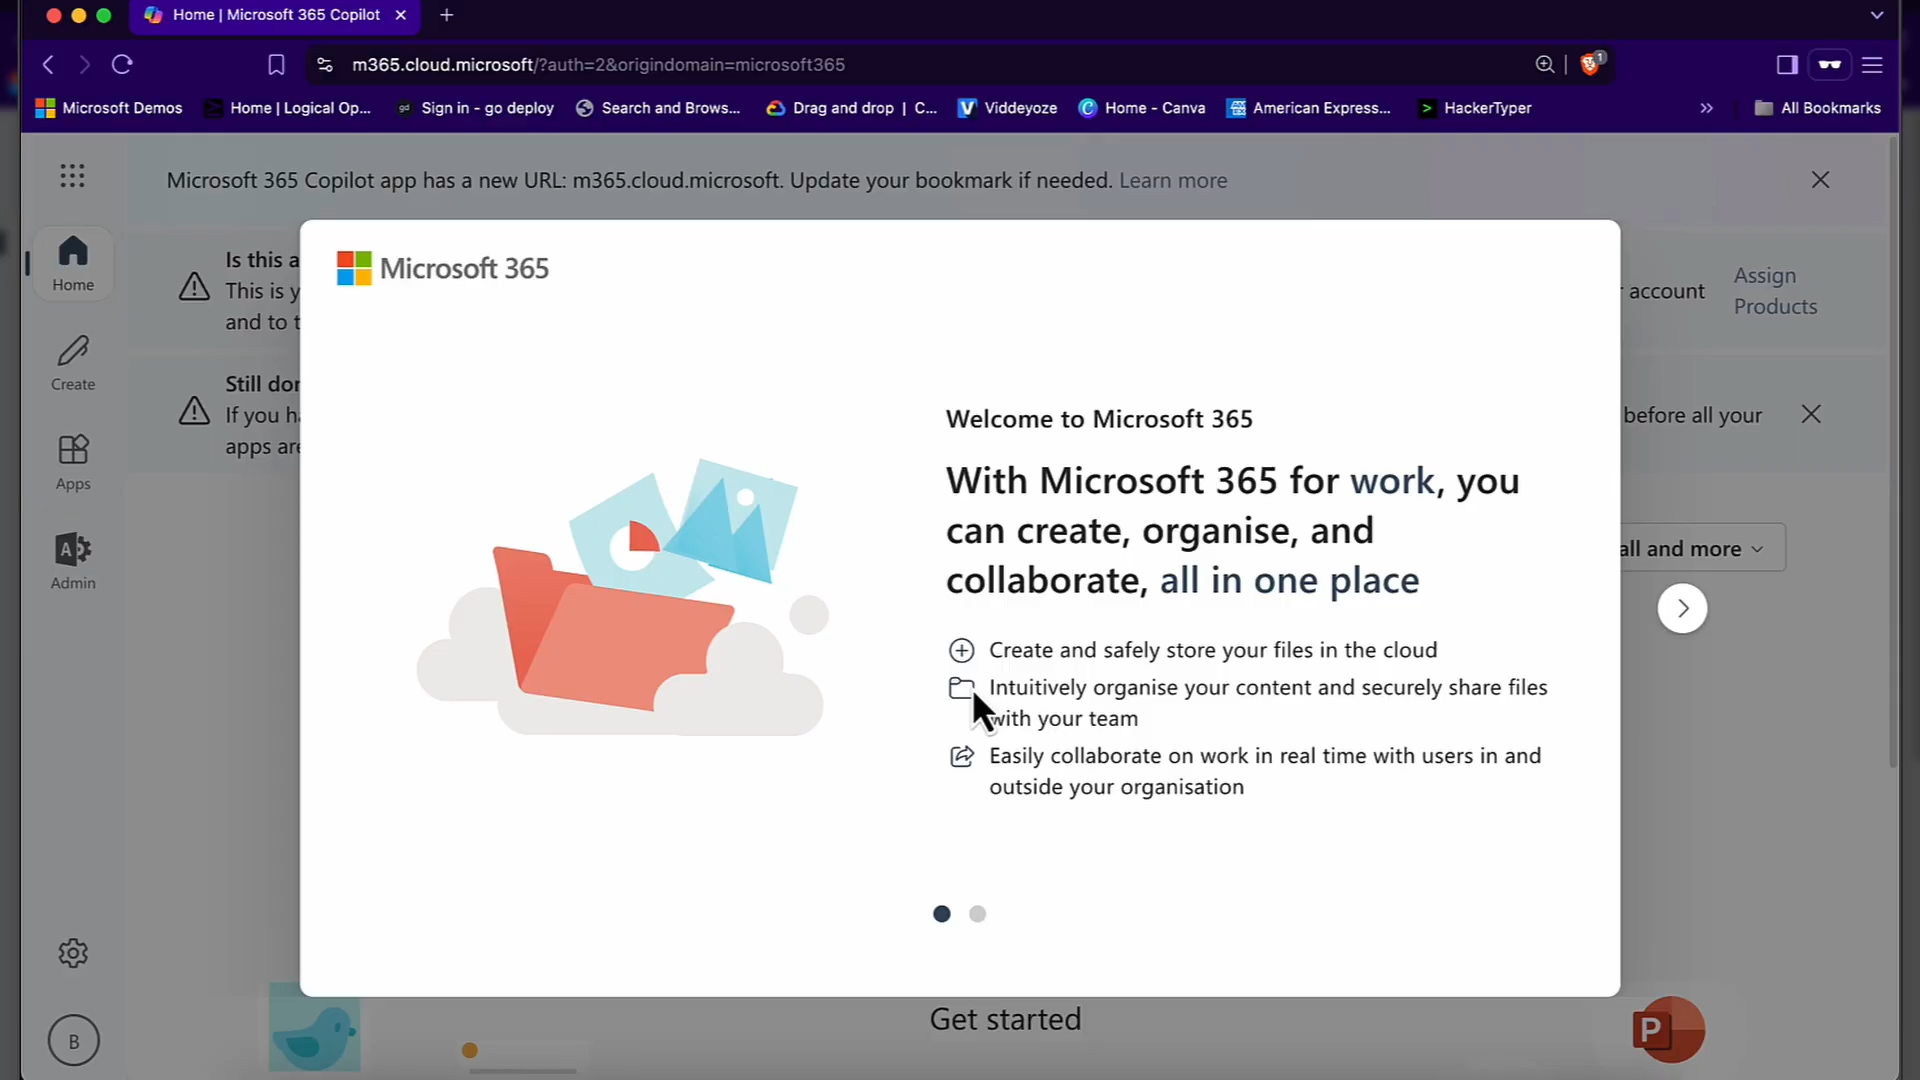 Home | Microsoft 365 Copilot
m365.cloud.microsoft/?auth=2&origindomain=microsoft365
1
Microsoft Demos
Home | Logical Op...
Sign in - go deploy
Search and Brows...
Drag and drop | C...
Viddeyoze
Home - Canva
American Express...
HackerTyper
All Bookmarks
Microsoft 365 Copilot app has a new URL: m365.cloud.microsoft. Update your bookmark if needed. Learn more
Home
Create
Apps
Admin
B
Is this a
This is y
and to t
account
Assign
Products
Still don
If you ha
apps are
before all your
all and more
Microsoft 365
Welcome to Microsoft 365
With Microsoft 365 for work, you
can create, organise, and
collaborate, all in one place
Create and safely store your files in the cloud
Intuitively organise your content and securely share files
with your team
Easily collaborate on work in real time with users in and
outside your organisation
Get started
P